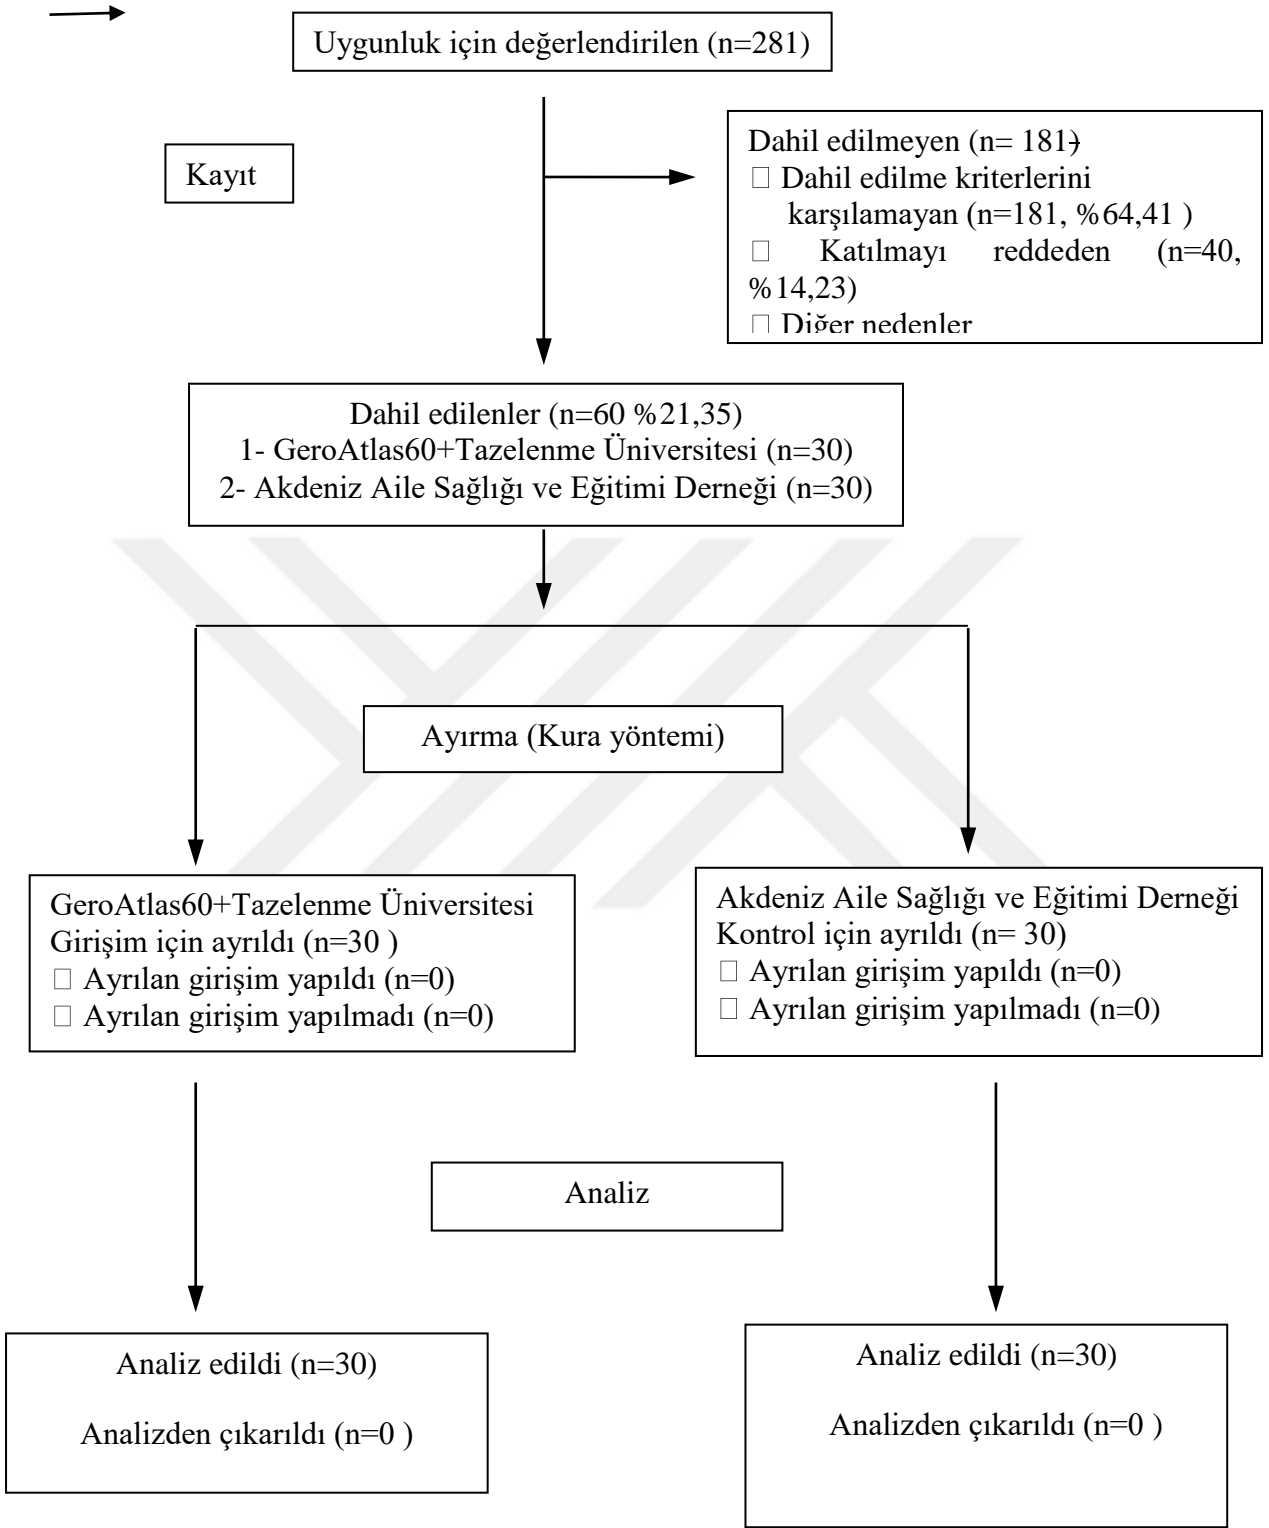 Uygunluk için değerlendirilen (n=281)
Kayıt
Dahil edilmeyen (n= 181)
□ Dahil edilme kriterlerini
karşılamayan (n=181, %64,41 )
□ Katılmayı reddeden (n=40,
%14,23)
□ Diğer nedenler
Dahil edilenler (n=60 %21,35)
1- GeroAtlas60+Tazelenme Üniversitesi (n=30)
2- Akdeniz Aile Sağlığı ve Eğitimi Derneği (n=30)
Ayırma (Kura yöntemi)
GeroAtlas60+Tazelenme Üniversitesi
Girişim için ayrıldı (n=30 )
□ Ayrılan girişim yapıldı (n=0)
□ Ayrılan girişim yapılmadı (n=0)
Akdeniz Aile Sağlığı ve Eğitimi Derneği
Kontrol için ayrıldı (n= 30)
□ Ayrılan girişim yapıldı (n=0)
□ Ayrılan girişim yapılmadı (n=0)
Analiz
Analiz edildi (n=30)
Analizden çıkarıldı (n=0 )
Analiz edildi (n=30)
Analizden çıkarıldı (n=0 )